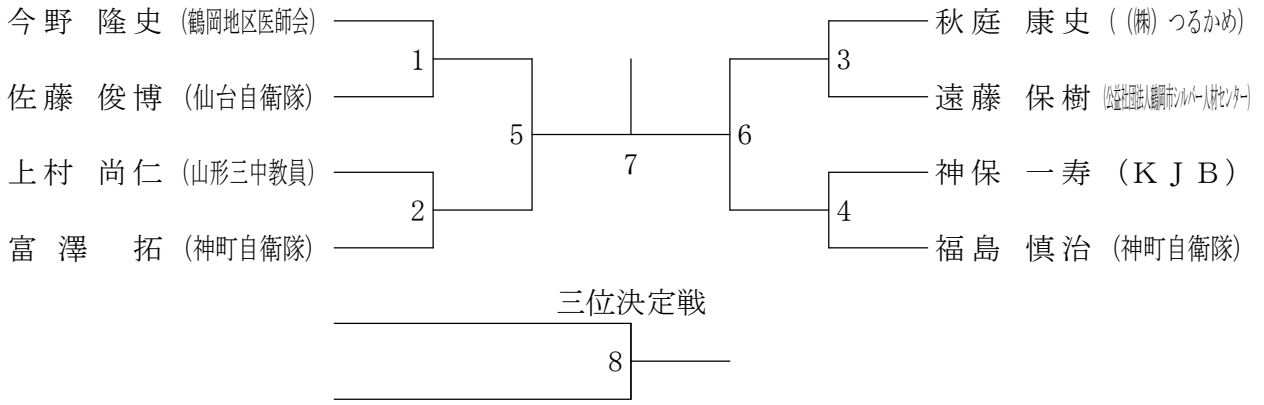 今野　隆史 (鶴岡地区医師会)
1
佐藤　俊博 (仙台自衛隊)
5
上村　尚仁 (山形三中教員)
2
富澤　拓 (神町自衛隊)
7
秋庭　康史 ( (㈱) つるかめ)
3
遠藤　保樹 (公益社団法人鶴岡市シルバー人材センター)
6
神保　一寿 (ＫＪＢ)
4
福島　慎治 (神町自衛隊)
三位決定戦
8